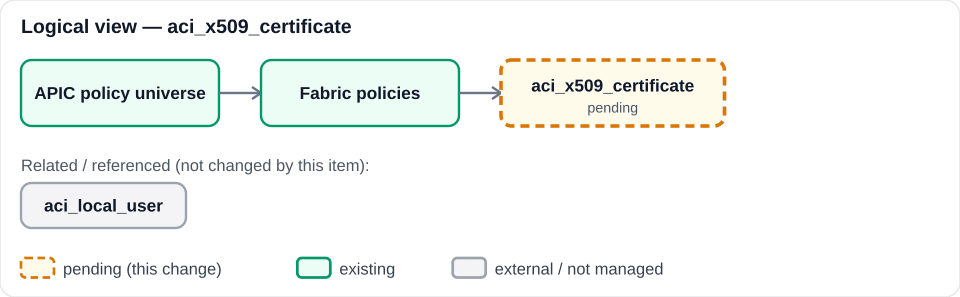 Logical view — aci_x509_certificate
APIC policy universe
Fabric policies
aci_x509_certificate
pending
Related / referenced (not changed by this item):
aci_local_user
pending (this change)
existing
external / not managed